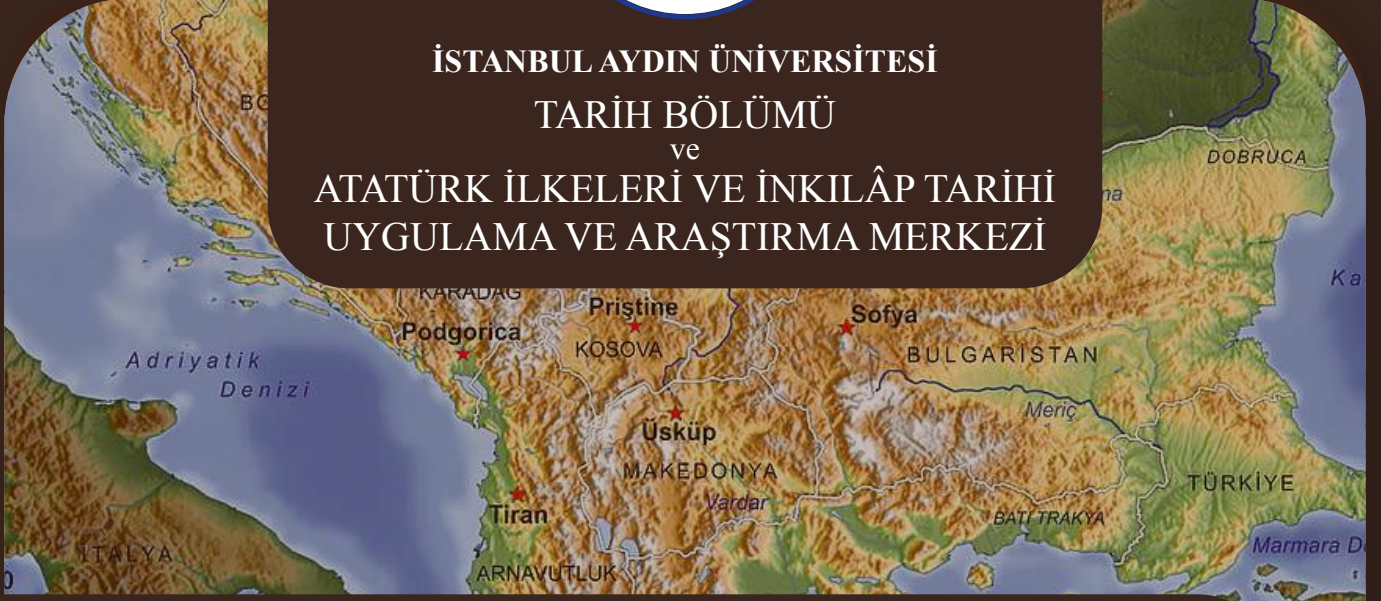 İSTANBUL AYDIN ÜNİVERSİTESİ
TARİH BÖLÜMÜ
ve
ATATÜRK İLKELERİ VE İNKILÂP TARİHİ
UYGULAMA VE ARAŞTIRMA MERKEZİ
DOBRUCA
KARADAĞ
Priştine
Sofya
Podgorica
KOSOVA
BULGARİSTAN
Adriyatik
Denizi
Meriç
Üsküp
MAKEDONYA
Vardar
TÜRKİYE
Tiran
BATI TRAKYA
Marmara
İTALYA
ARNAVUTLUK